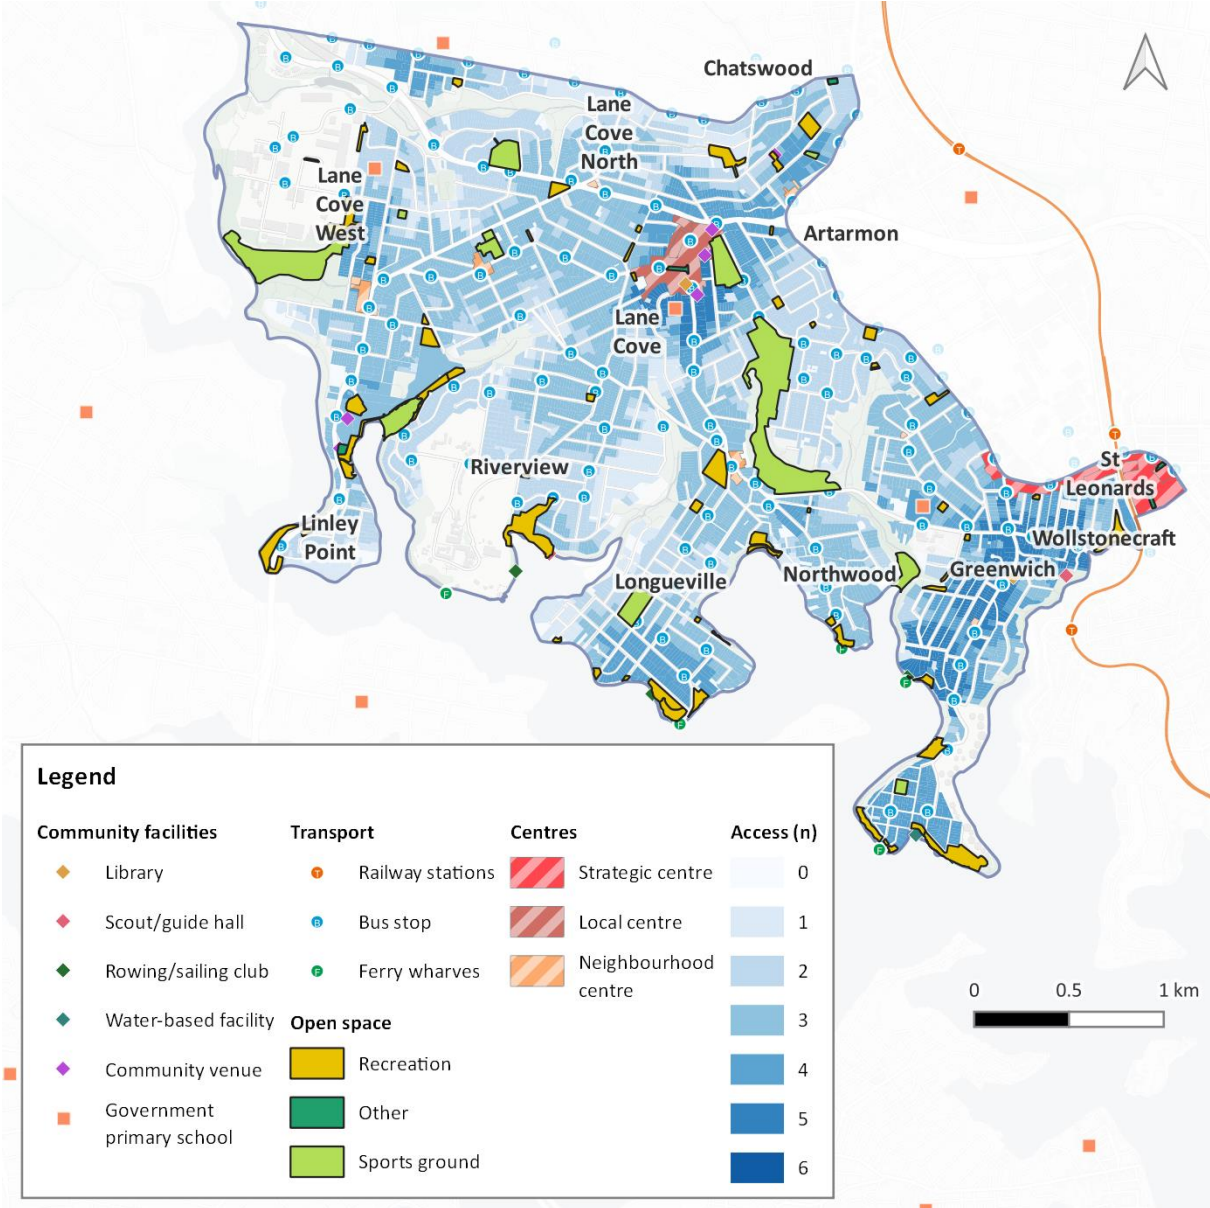 Chatswood
Lane
Cove
North
Lane
Cove
West
Artarmon
Lane
Cove
Riverview
St
Leonards
Linley
Point
Wollstonecraft
Longueville
Northwood
Greenwich
Legend
Community facilities
Library
Scout/guide hall
Rowing/sailing club
Water-based facility
Community venue
Government
primary school
Transport
T Railway stations
B Bus stop
F Ferry wharves
Open space
Recreation
Other
Sports ground
Centres
Strategic centre
Local centre
Neighbourhood
centre
Access (n)
0
1
2
3
4
5
6
0 0.5 1 km